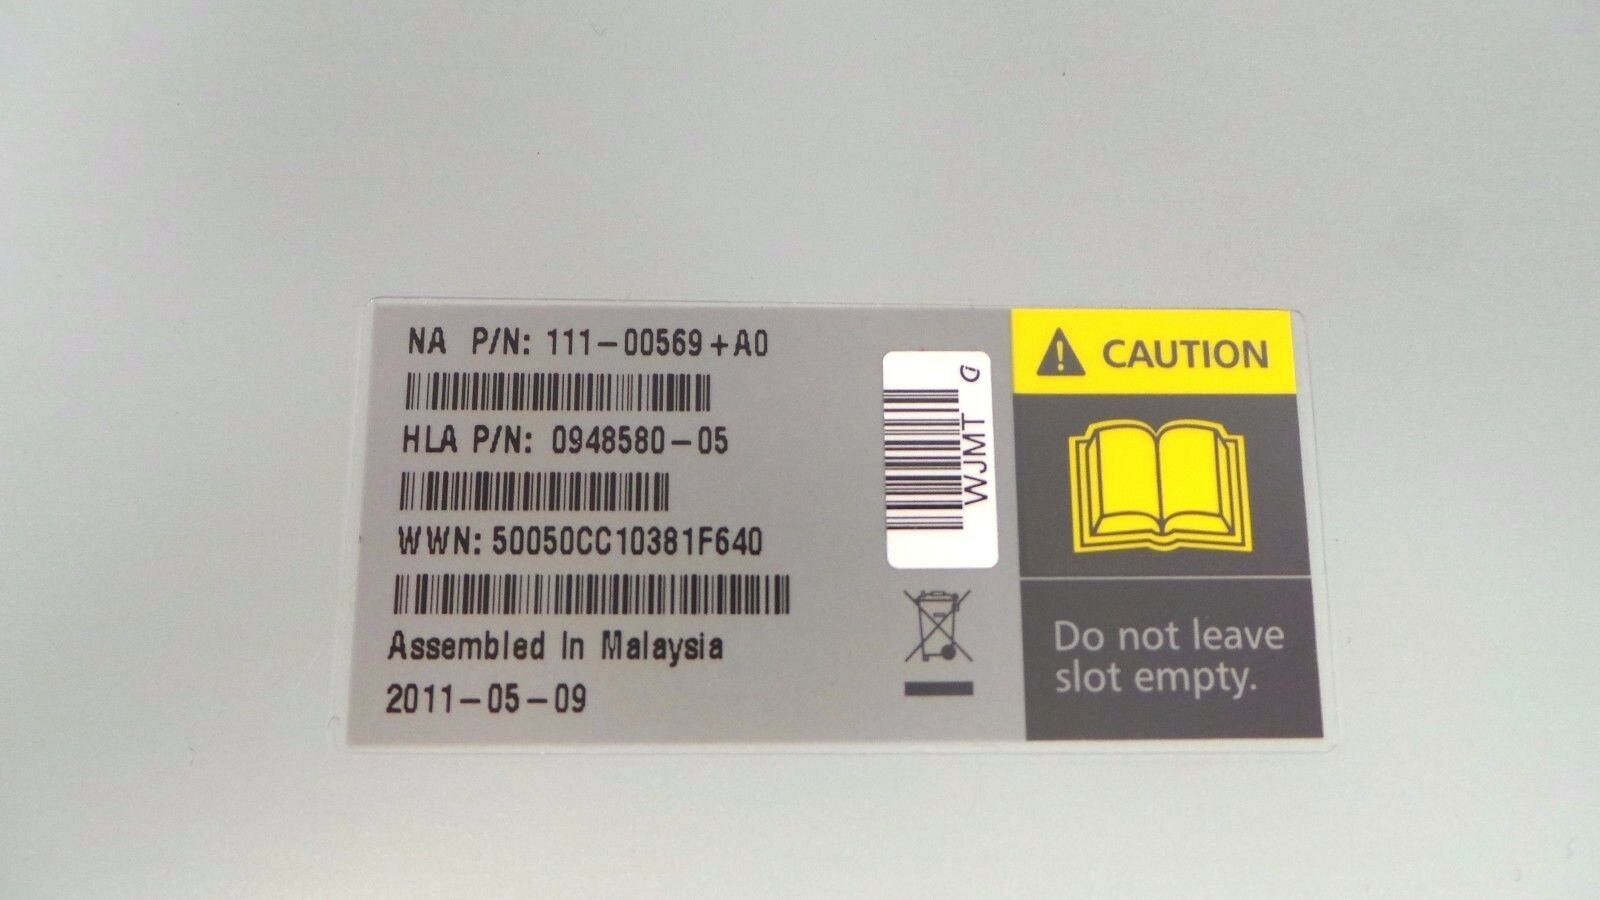 NA P/N: 111-00569+A0
HLA P/N: 0948580-05
WWN: 50050CC10381F640
Assembled In Malaysia
2011-05-09
WJMT
CAUTION
Do not leave
slot empty.